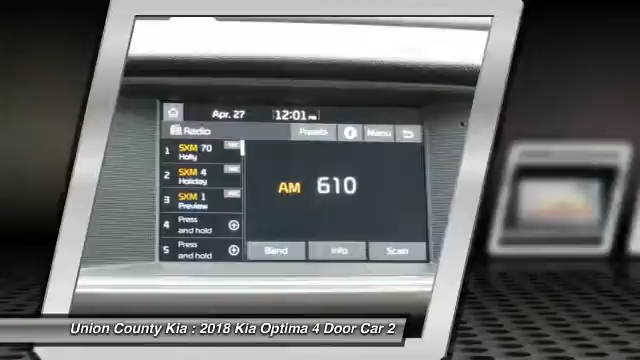 Apr. 27 12:01 PM
Radio Presets i Menu
1 SXM 70
Holly
2 SXM 4
Holiday
3 SXM 1
Preview
4 Press
and hold
5 Press
and hold
AM 610
Band Info Scan
Union County Kia : 2018 Kia Optima 4 Door Car 2